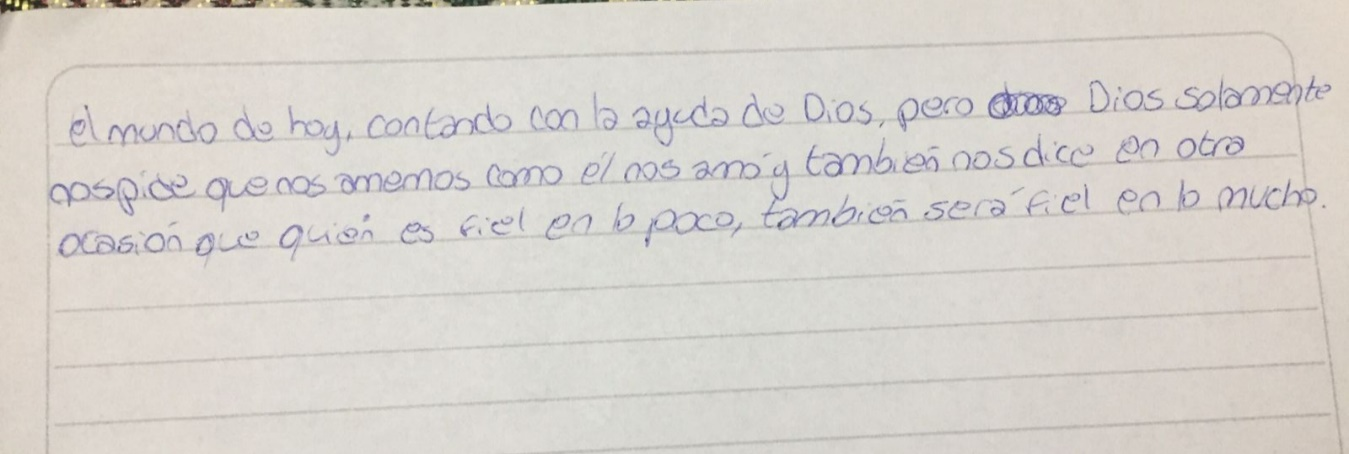 el mundo de hoy, contando con la ayuda de Dios, pero Dios solamente
nos pide que nos amemos como él nos amó y también nos dice en otra
ocasión que quién es fiel en lo poco, también será fiel en lo mucho.